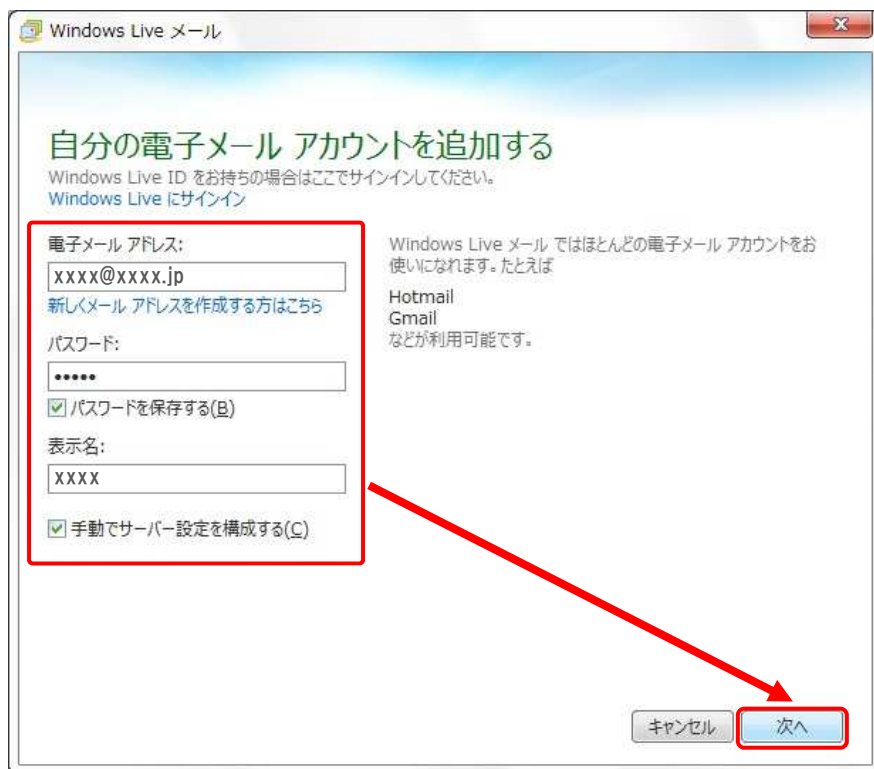 Windows Live メール
自分の電子メール アカウントを追加する
Windows Live ID をお持ちの場合はここでサインインしてください。
Windows Live にサインイン
電子メール アドレス:
xxxx@xxxx.jp
新しくメール アドレスを作成する方はこちら
パスワード:
•••••
パスワードを保存する(B)
表示名:
xxxx
手動でサーバー設定を構成する(C)
Windows Live メール ではほとんどの電子メール アカウントをお
使いになれます。たとえば
Hotmail
Gmail
などが利用可能です。
キャンセル
次へ